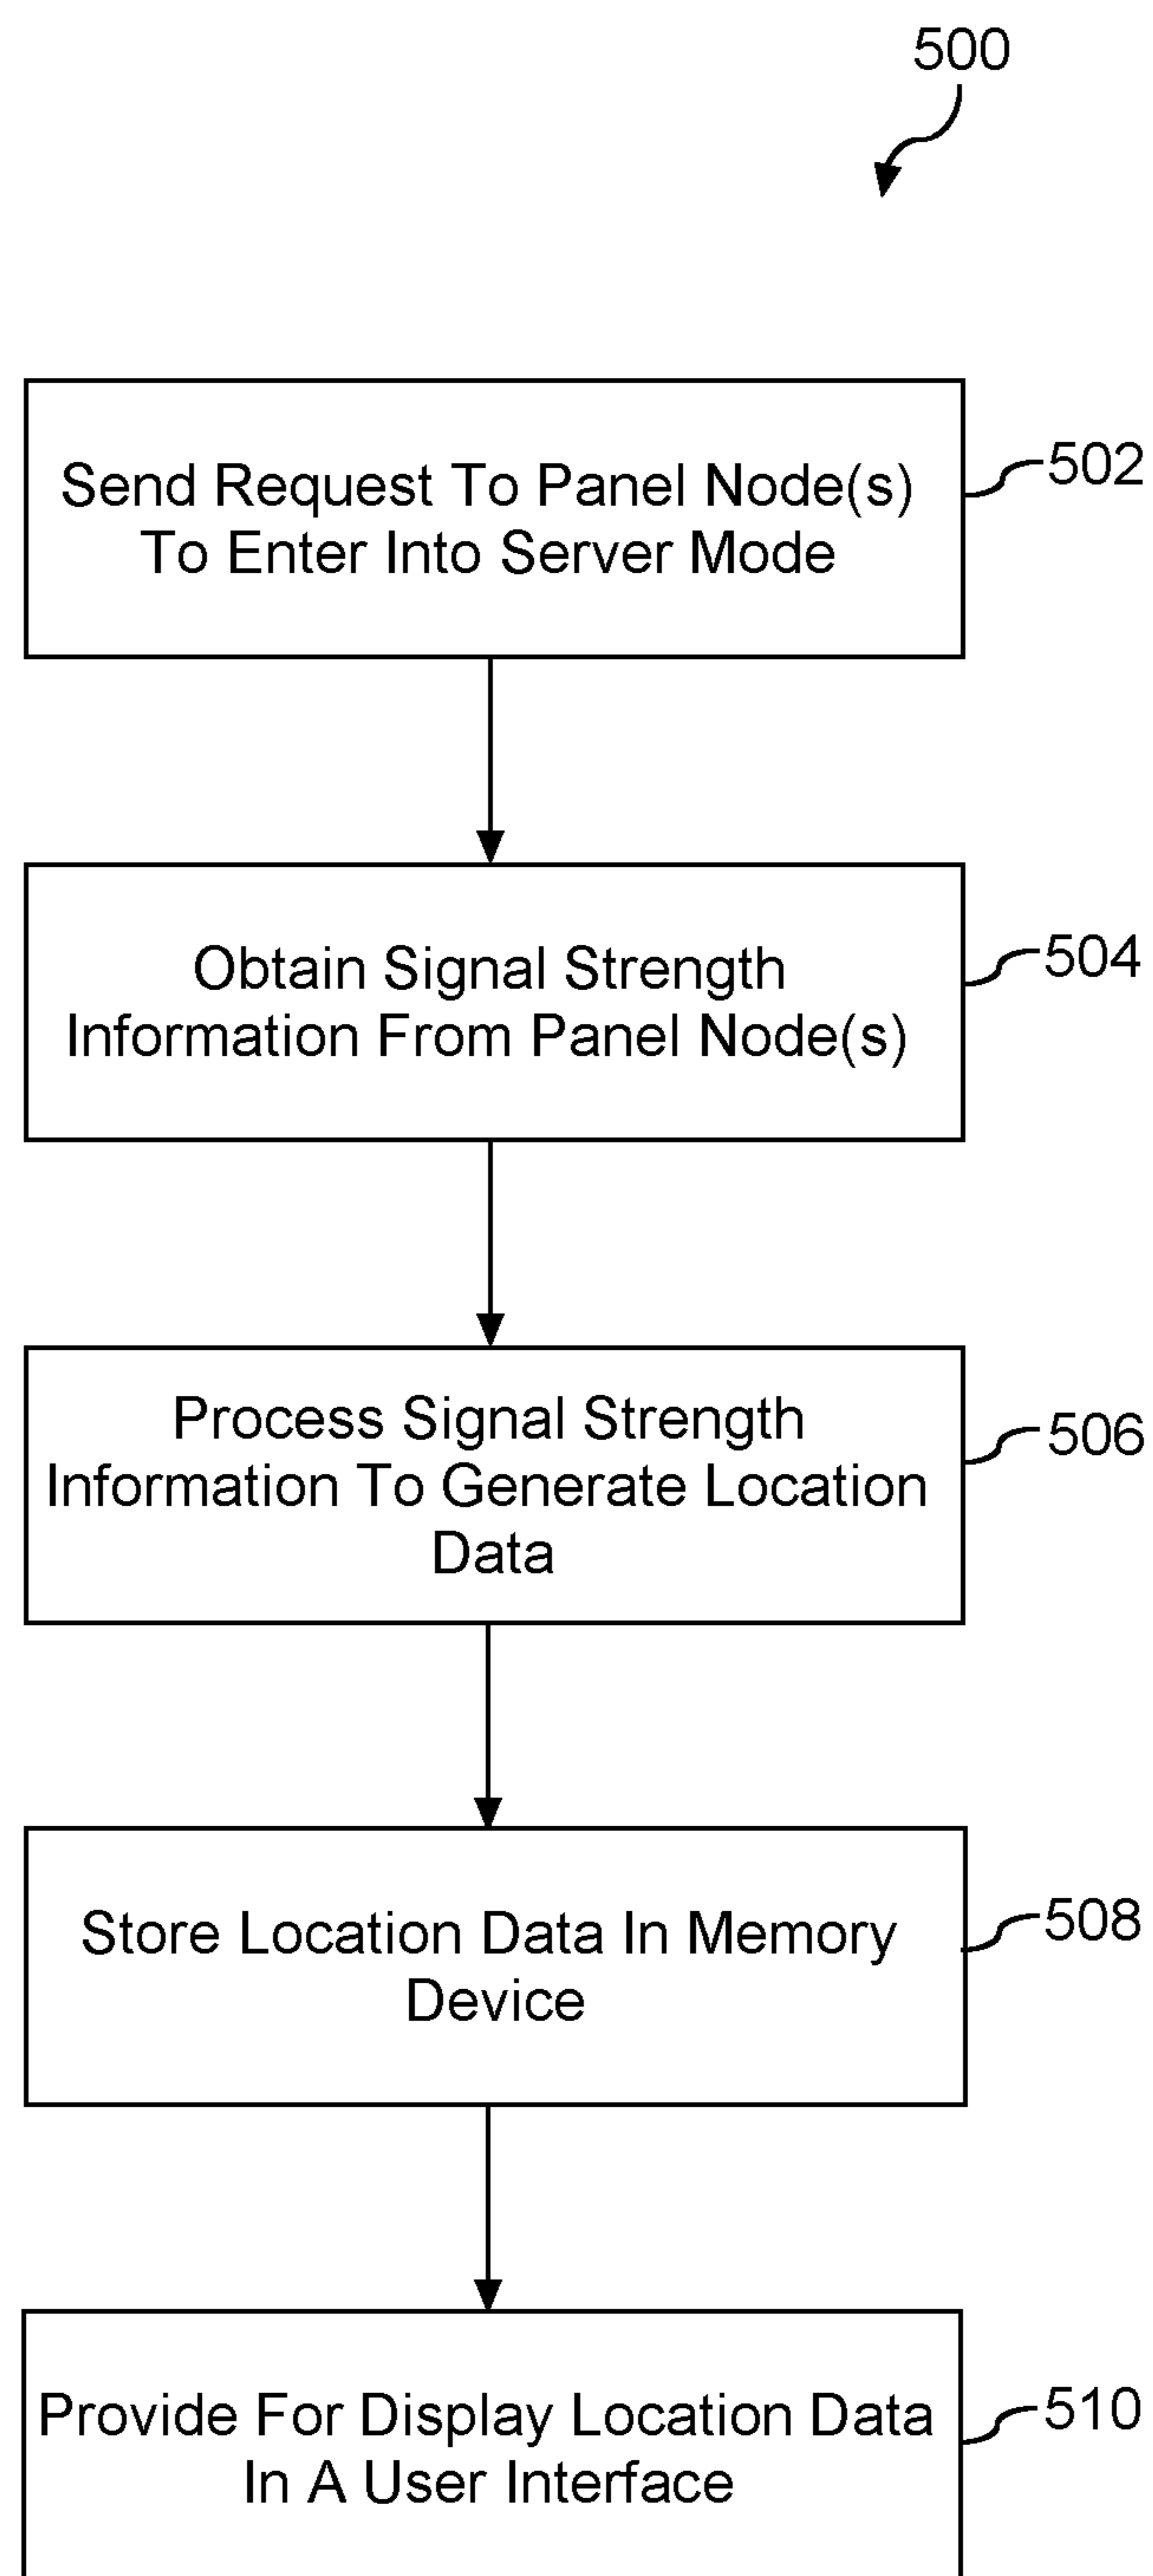 500
Send Request To Panel Node(s)
To Enter Into Server Mode
502
Obtain Signal Strength
Information From Panel Node(s)
504
Process Signal Strength
Information To Generate Location
Data
506
Store Location Data In Memory
Device
508
Provide For Display Location Data
In A User Interface
510